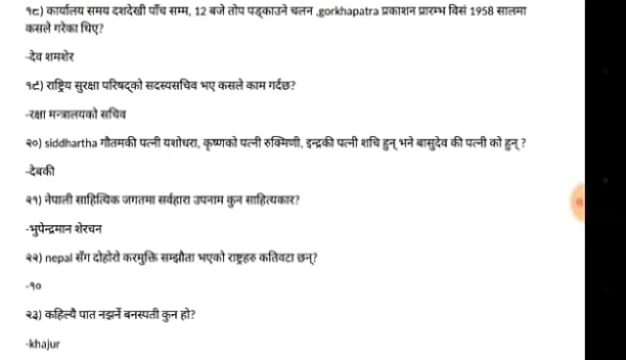 १८) कार्यालय समय दशदेखी पाँच सम्म, 12 बजे तोप पड्काउने चलन ,gorkhapatra प्रकाशन प्रारम्भ विसं 1958 सालमा
कसले गरेका थिए?
-देव शमशेर
१९) राष्ट्रिय सुरक्षा परिषद्को सदस्यसचिव भए कसले काम गर्दछ?
-रक्षा मन्त्रालयको सचिव
२०) siddhartha गौतमकी पत्नी यशोधरा, कृष्णको पत्नी रुक्मिणी, इन्द्रकी पत्नी शचि हुन् भने बासुदेव की पत्नी को हुन् ?
-देबकी
२१) नेपाली साहित्यिक जगतमा सर्वहारा उपनाम कुन साहित्यकार?
-भुपेन्द्रमान शेरचन
२२) nepal सँग दोहोरो करमुक्ति सम्झौता भएको राष्ट्रहरु कतिवटा छन्?
-१०
२३) कहिल्यै पात नझर्ने बनस्पती कुन हो?
-khajur